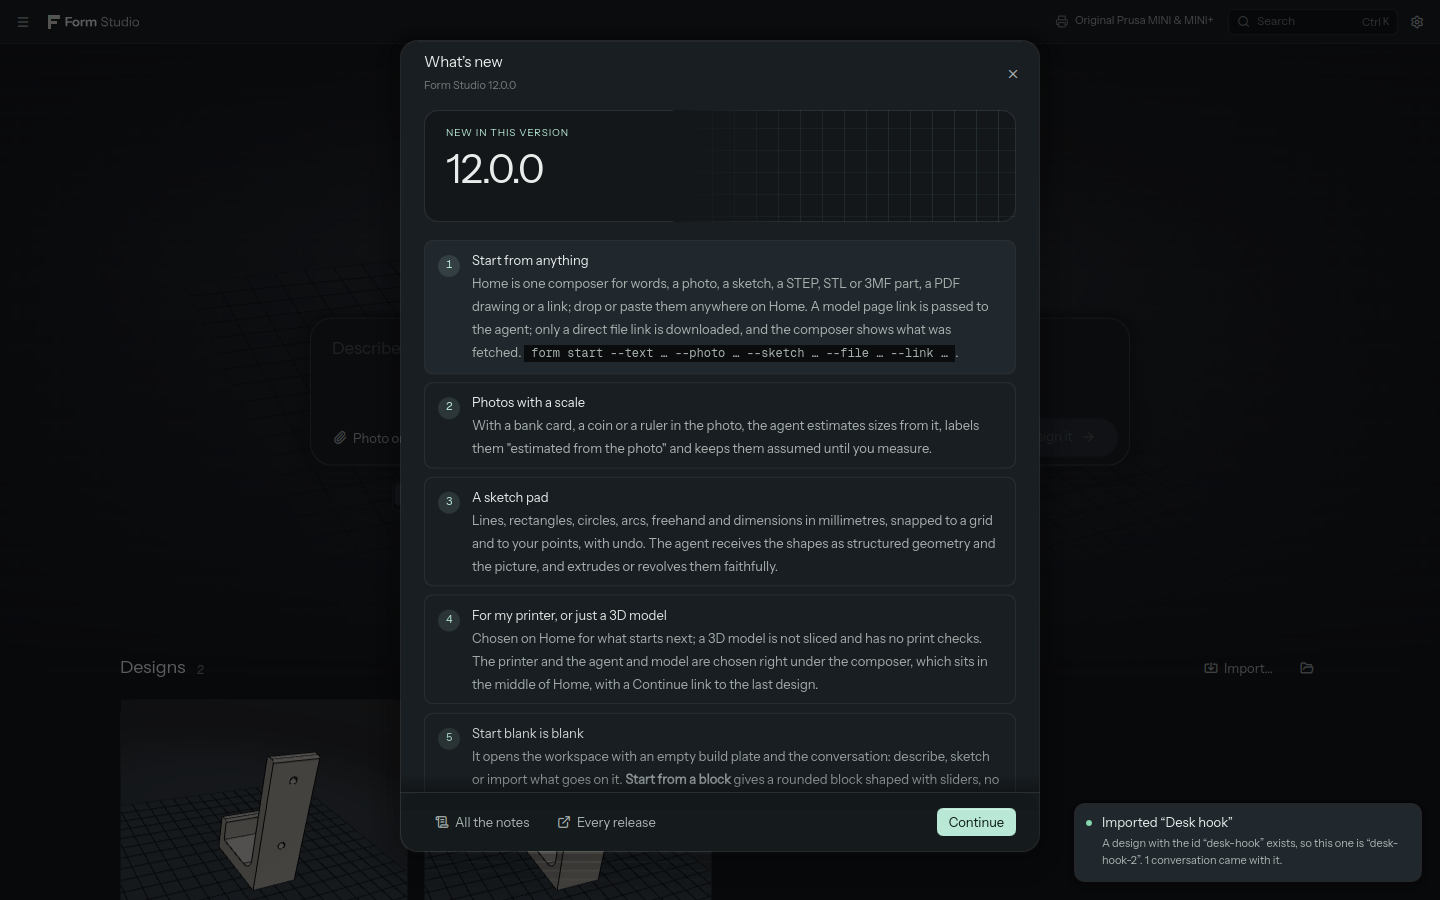 Form Studio
Original Prusa MINI & MINI+
Search
Ctrl K
What's new
Form Studio 12.0.0
NEW IN THIS VERSION
12.0.0
1
Start from anything
Home is one composer for words, a photo, a sketch, a STEP, STL or 3MF part, a PDF
drawing or a link; drop or paste them anywhere on Home. A model page link is passed to
the agent; only a direct file link is downloaded, and the composer shows what was
fetched. form start --text … --photo … --sketch … --file … --link … .
Describe
Photo or
sign it
2
Photos with a scale
With a bank card, a coin or a ruler in the photo, the agent estimates sizes from it, labels
them "estimated from the photo" and keeps them assumed until you measure.
3
A sketch pad
Lines, rectangles, circles, arcs, freehand and dimensions in millimetres, snapped to a grid
and to your points, with undo. The agent receives the shapes as structured geometry and
the picture, and extrudes or revolves them faithfully.
4
For my printer, or just a 3D model
Chosen on Home for what starts next; a 3D model is not sliced and has no print checks.
The printer and the agent and model are chosen right under the composer, which sits in
the middle of Home, with a Continue link to the last design.
Designs 2
Import...
5
Start blank is blank
It opens the workspace with an empty build plate and the conversation: describe, sketch
or import what goes on it. Start from a block gives a rounded block shaped with sliders, no
All the notes
Every release
Continue
Imported “Desk hook”
A design with the id “desk-hook” exists, so this one is “desk-
hook-2”. 1 conversation came with it.